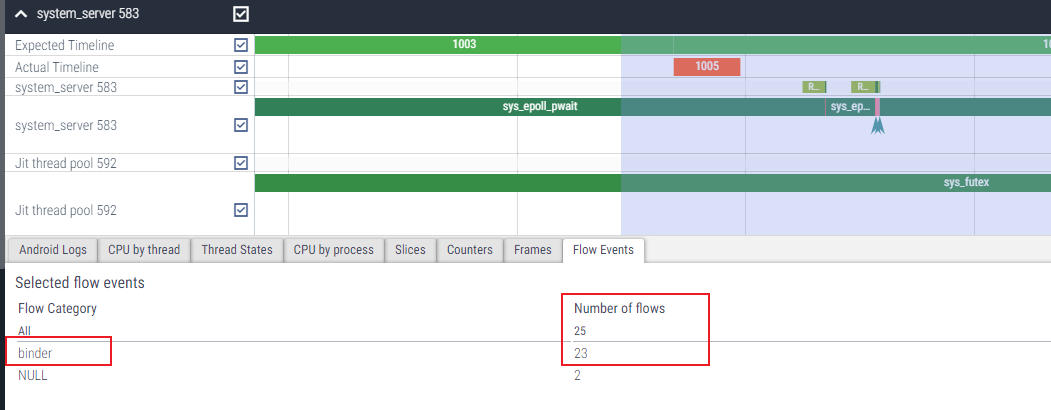 system_server 583
Expected Timeline
1003
Actual Timeline
1005
system_server 583
R...
R...
system_server 583
sys_epoll_pwait
sys_ep...
Jit thread pool 592
Jit thread pool 592
sys_futex
Android Logs
CPU by thread
Thread States
CPU by process
Slices
Counters
Frames
Flow Events
Selected flow events
Flow Category
Number of flows
All
25
binder
23
NULL
2